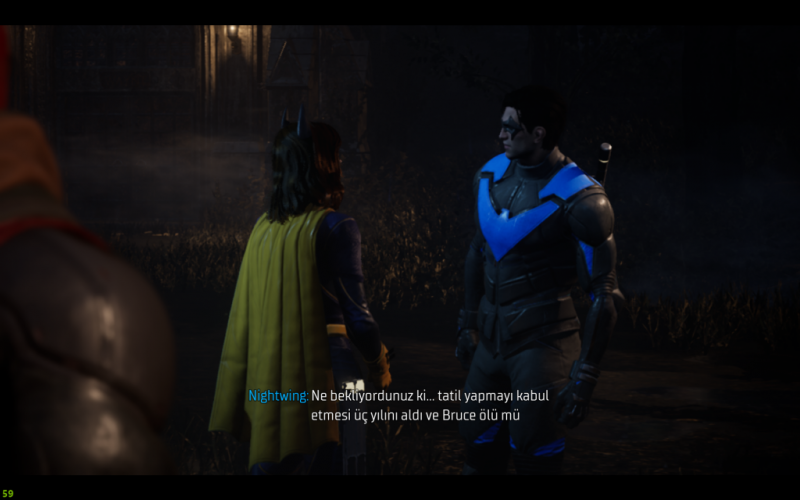 Nightwing: Ne bekliyordunuz ki... tatil yapmayı kabul
etmesi üç yılını aldı ve Bruce ölü mü
59